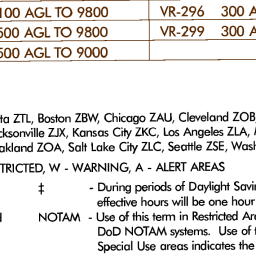 100 AGL TO 9800 VR-296 300 A
500 AGL TO 9800 VR-299 300 A
500 AGL TO 9000
ta ZTL, Boston ZBW, Chicago ZAU, Cleveland ZOB
cksonville ZJX, Kansas City ZKC, Los Angeles ZLA,
akland ZOA, Salt Lake City ZLC, Seattle ZSE, Wash
TRICTED, W - WARNING, A - ALERT AREAS
‡ - During periods of Daylight Savi
effective hours will be one hour
NOTAM - Use of this term in Restricted Are
DoD NOTAM systems. Use of t
Special Use areas indicates the